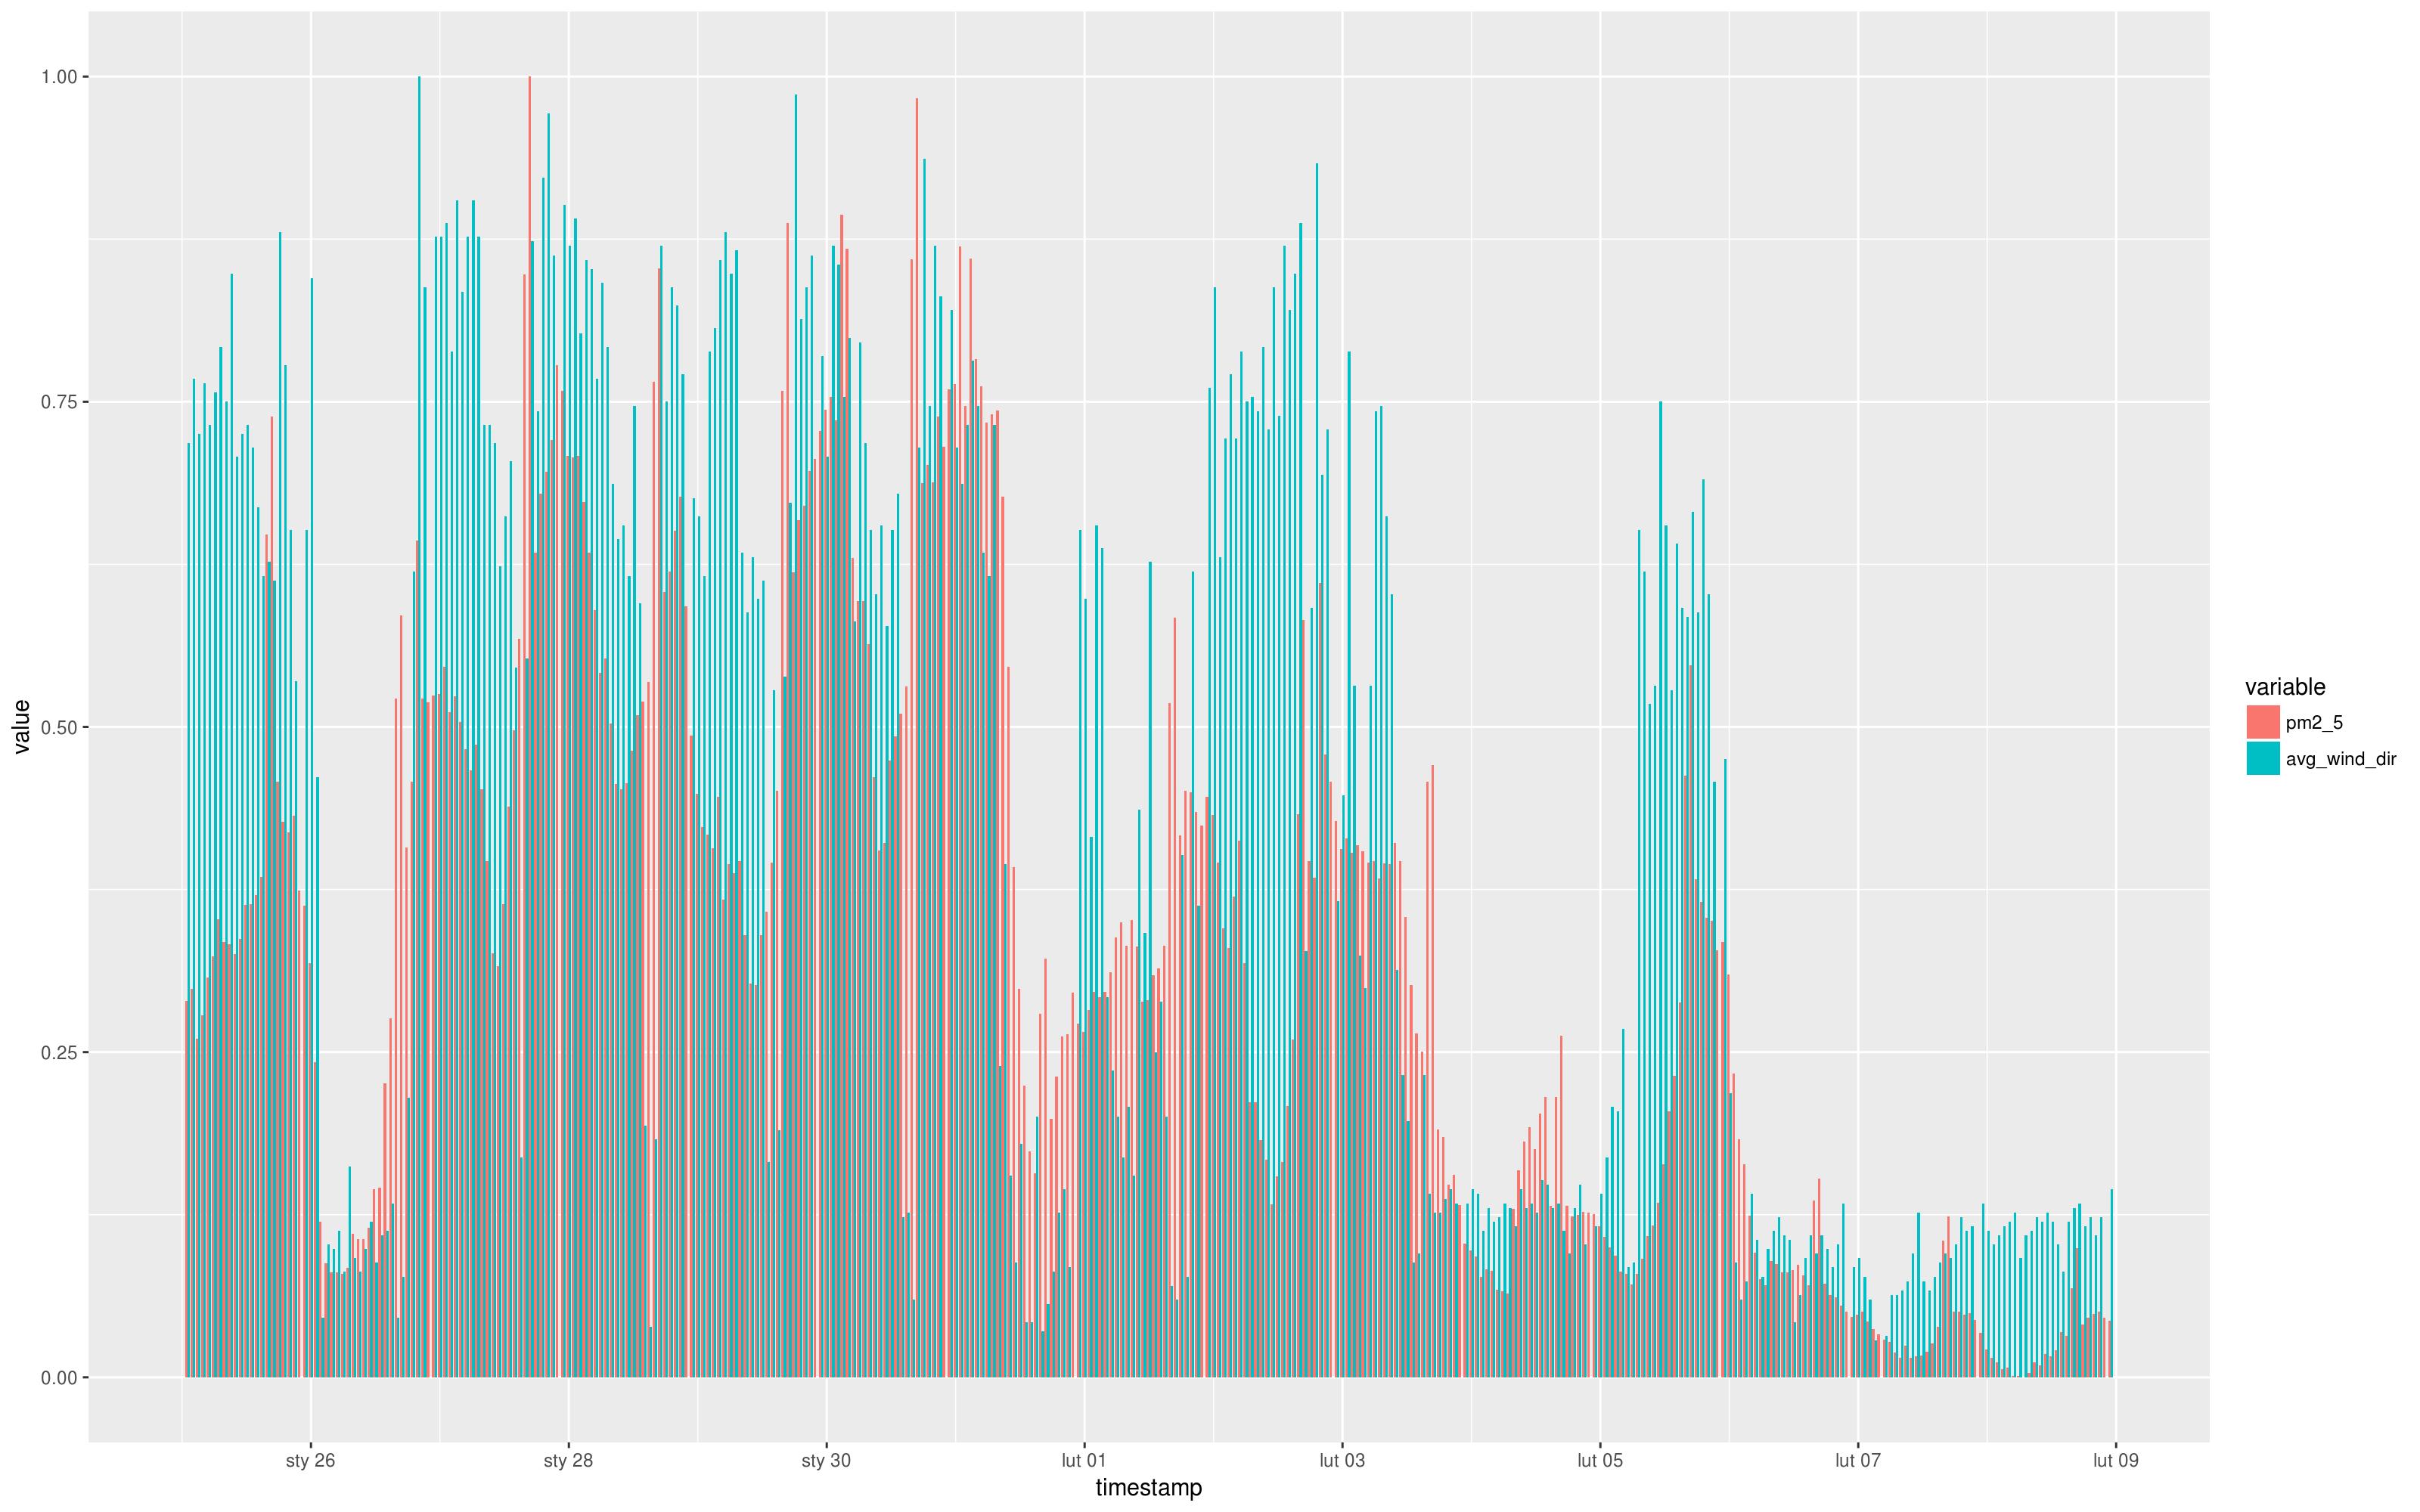 1.00
0.75
0.50
0.25
0.00
value
sty 26
sty 28
sty 30
lut 01
lut 03
lut 05
lut 07
lut 09
timestamp
variable
pm2_5
avg_wind_dir